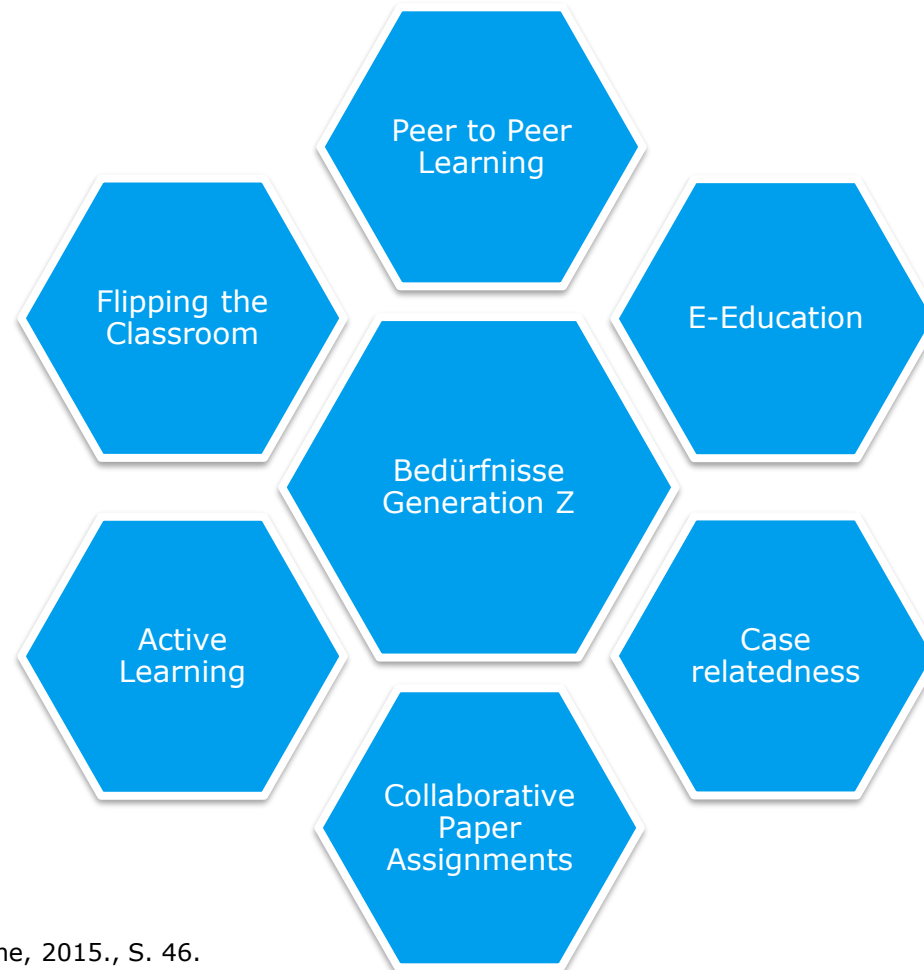 Peer to Peer
Learning
Flipping the
Classroom
E-Education
Bedürfnisse
Generation Z
Active
Learning
Case
relatedness
Collaborative
Paper
Assignments
2015., S. 46.